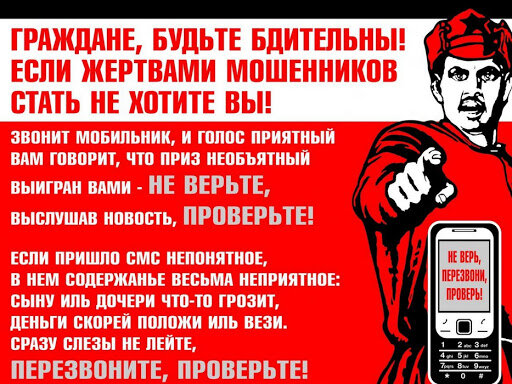 ГРАЖДАНЕ, БУДЬТЕ БДИТЕЛЬНЫ!
ЕСЛИ ЖЕРТВАМИ МОШЕННИКОВ
СТАТЬ НЕ ХОТИТЕ ВЫ!
ЗВОНИТ МОБИЛЬНИК, И ГОЛОС ПРИЯТНЫЙ
ВАМ ГОВОРИТ, ЧТО ПРИЗ НЕОБЪЯТНЫЙ
ВЫИГРАН ВАМИ - НЕ ВЕРЬТЕ,
ВЫСЛУШАВ НОВОСТЬ, ПРОВЕРЬТЕ!
ЕСЛИ ПРИШЛО СМС НЕПОНЯТНОЕ,
В НЕМ СОДЕРЖАНЬЕ ВЕСЬМА НЕПРИЯТНОЕ:
СЫНУ ИЛЬ ДОЧЕРИ ЧТО-ТО ГРОЗИТ,
ДЕНЬГИ СКОРЕЙ ПОЛОЖИ ИЛЬ ВЕЗИ.
СРАЗУ СЛЕЗЫ НЕ ЛЕЙТЕ,
ПЕРЕЗВОНИТЕ, ПРОВЕРЬТЕ!
НЕ ВЕРЬ,
ПЕРЕЗВОНИ,
ПРОВЕРЬ!
1 2 abc 3 def
4 ghi 5 jkl 6 mno
7 pqrs 8 tuv 9 wxyz
* 0 #